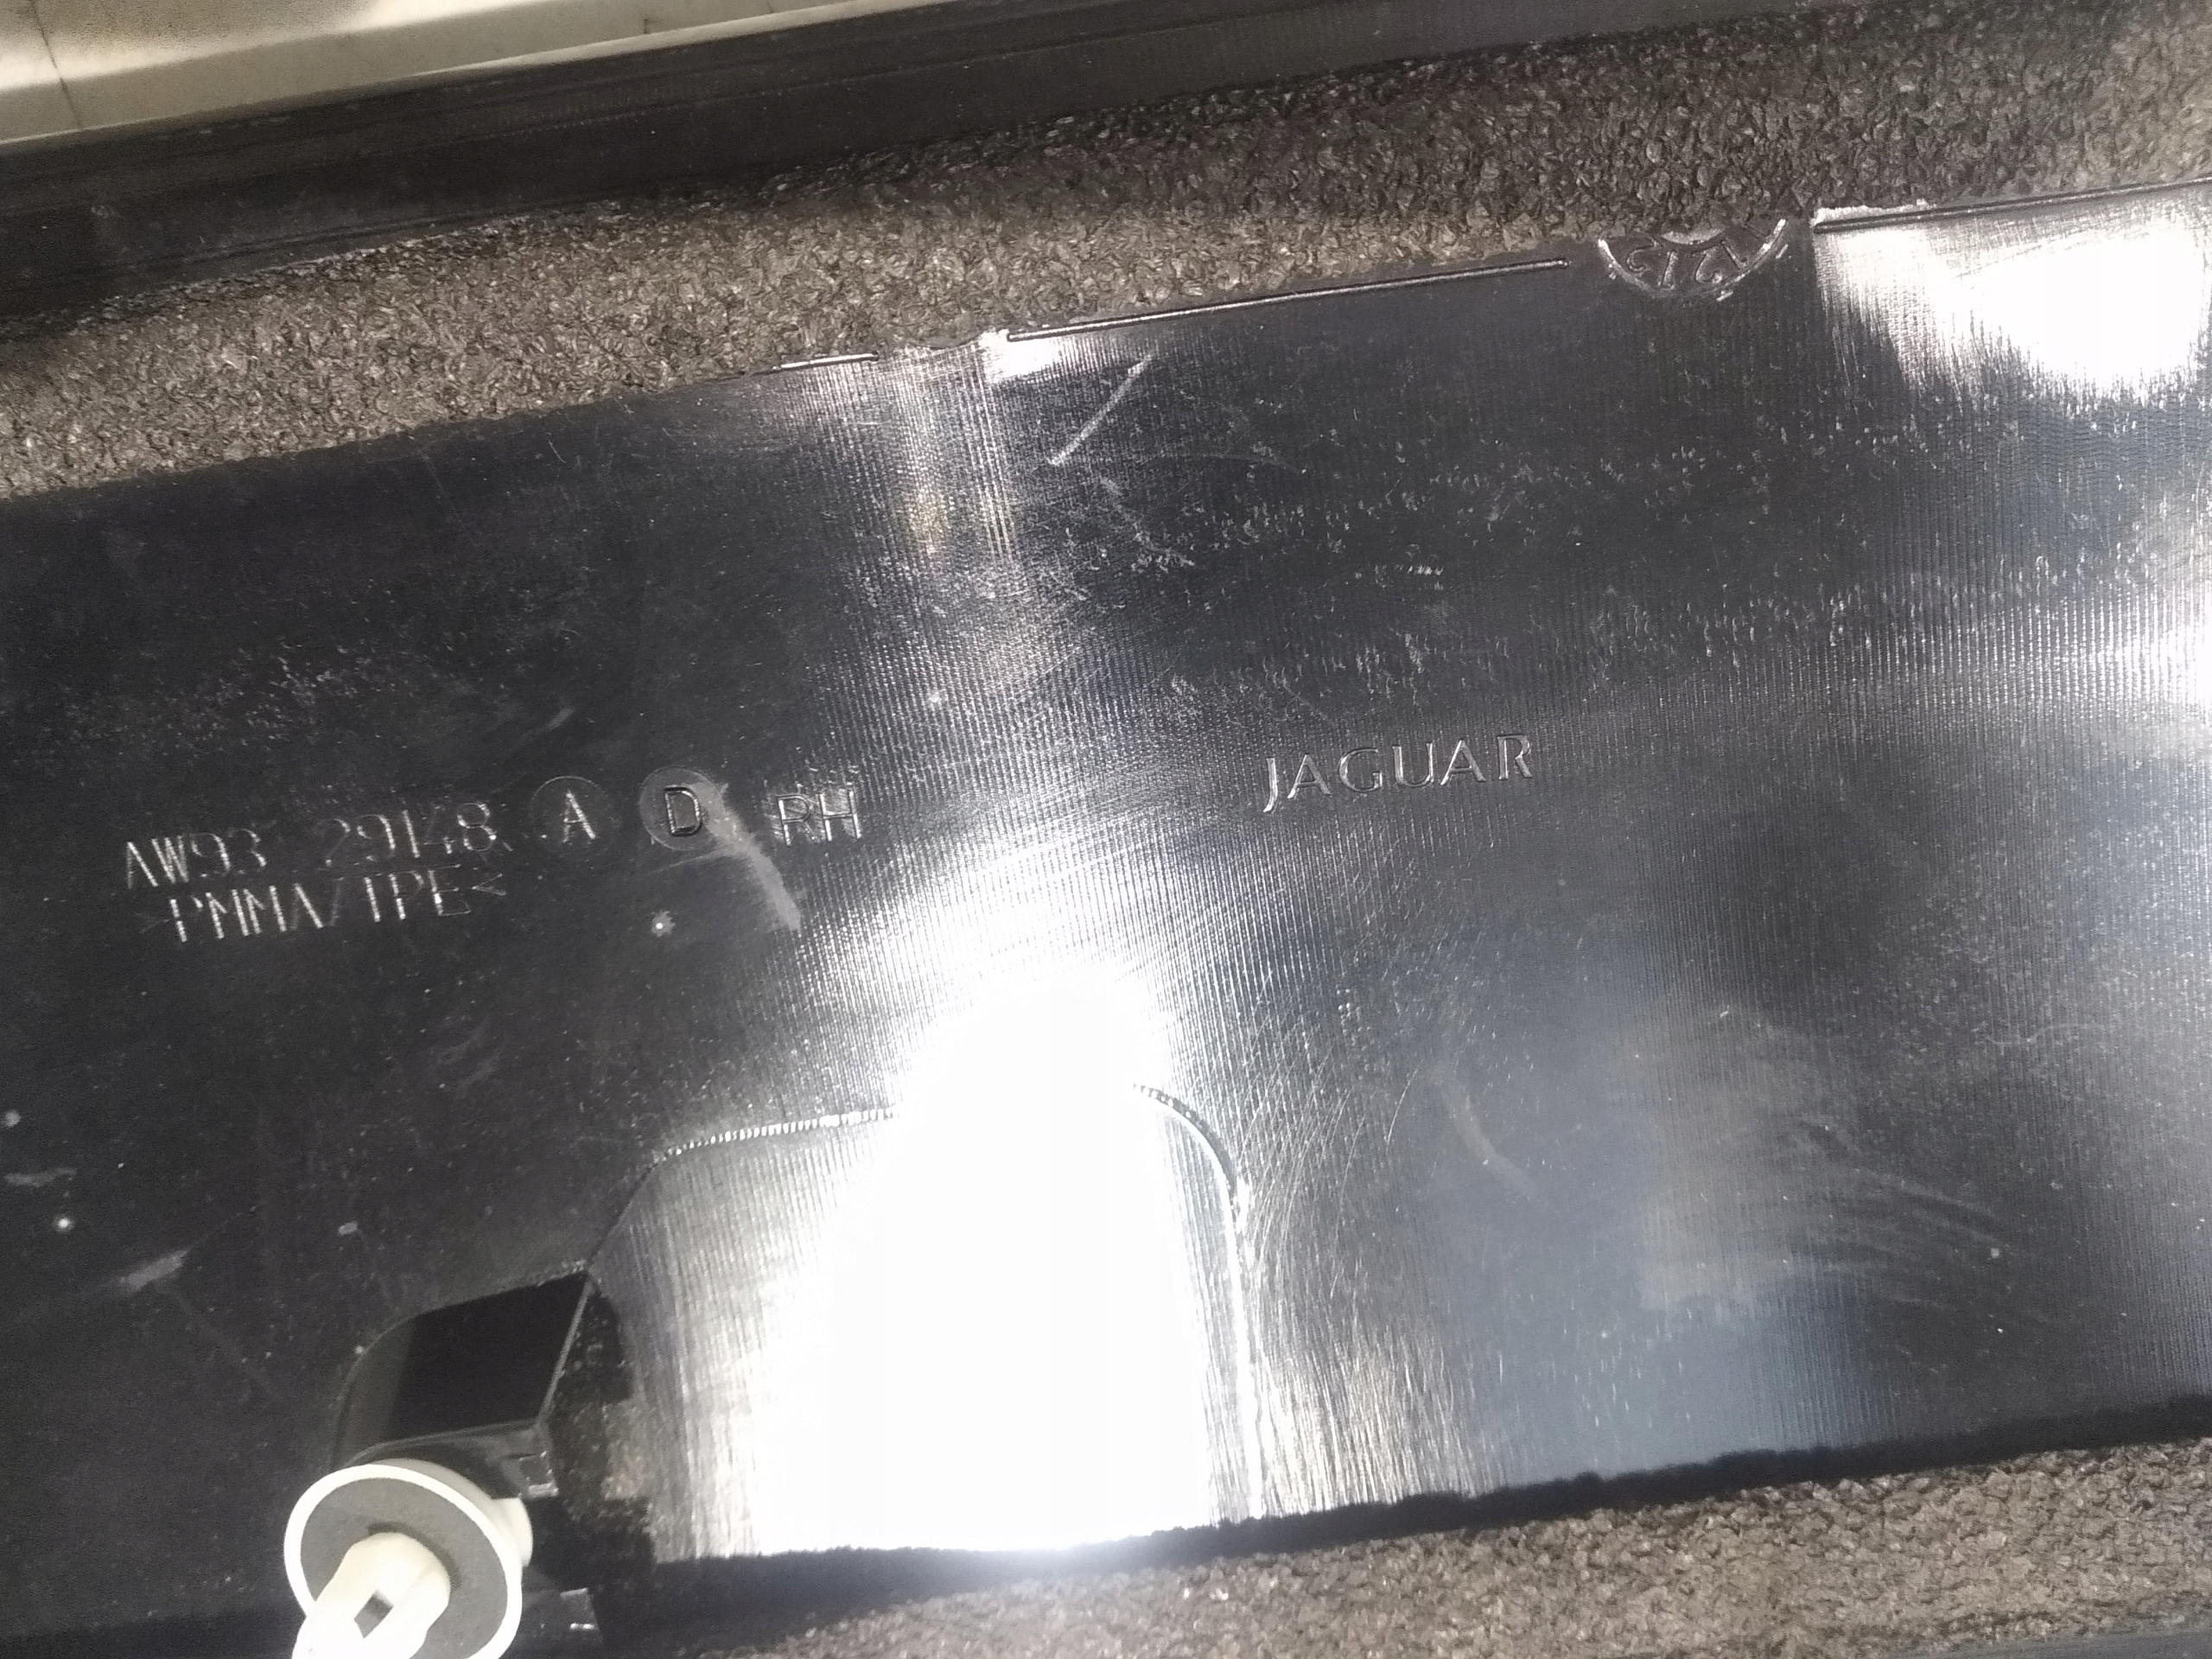 JAGUAR
AW93 29148 A D RH
>PMMA/TPE<